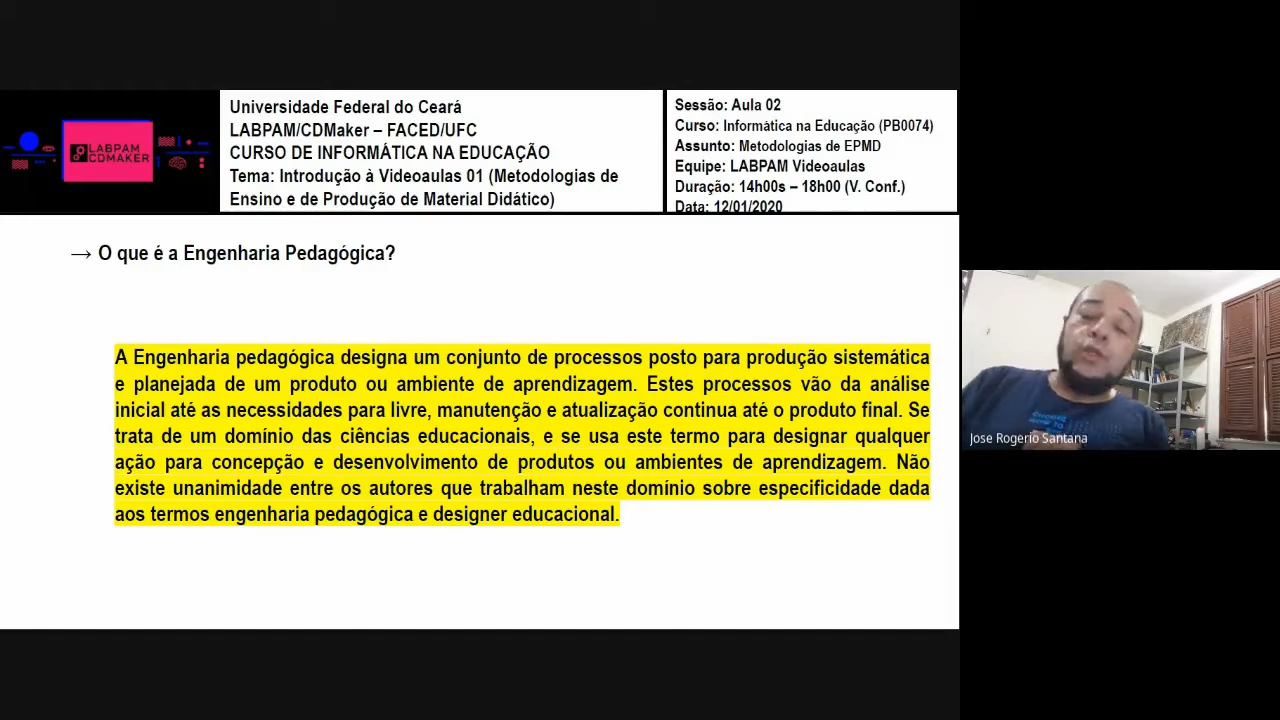 LABPAM
CDMAKER
Universidade Federal do Ceará
LABPAM/CDMaker – FACED/UFC
CURSO DE INFORMÁTICA NA EDUCAÇÃO
Tema: Introdução à Videoaulas 01 (Metodologias de
Ensino e de Produção de Material Didático)
Sessão: Aula 02
Curso: Informática na Educação (PB0074)
Assunto: Metodologias de EPMD
Equipe: LABPAM Videoaulas
Duração: 14h00s – 18h00 (V. Conf.)
Data: 12/01/2020
→ O que é a Engenharia Pedagógica?
A Engenharia pedagógica designa um conjunto de processos posto para produção sistemática
e planejada de um produto ou ambiente de aprendizagem. Estes processos vão da análise
inicial até as necessidades para livre, manutenção e atualização continua até o produto final. Se
trata de um domínio das ciências educacionais, e se usa este termo para designar qualquer
ação para concepção e desenvolvimento de produtos ou ambientes de aprendizagem. Não
existe unanimidade entre os autores que trabalham neste domínio sobre especificidade dada
aos termos engenharia pedagógica e designer educacional.
Jose Rogerio Santana